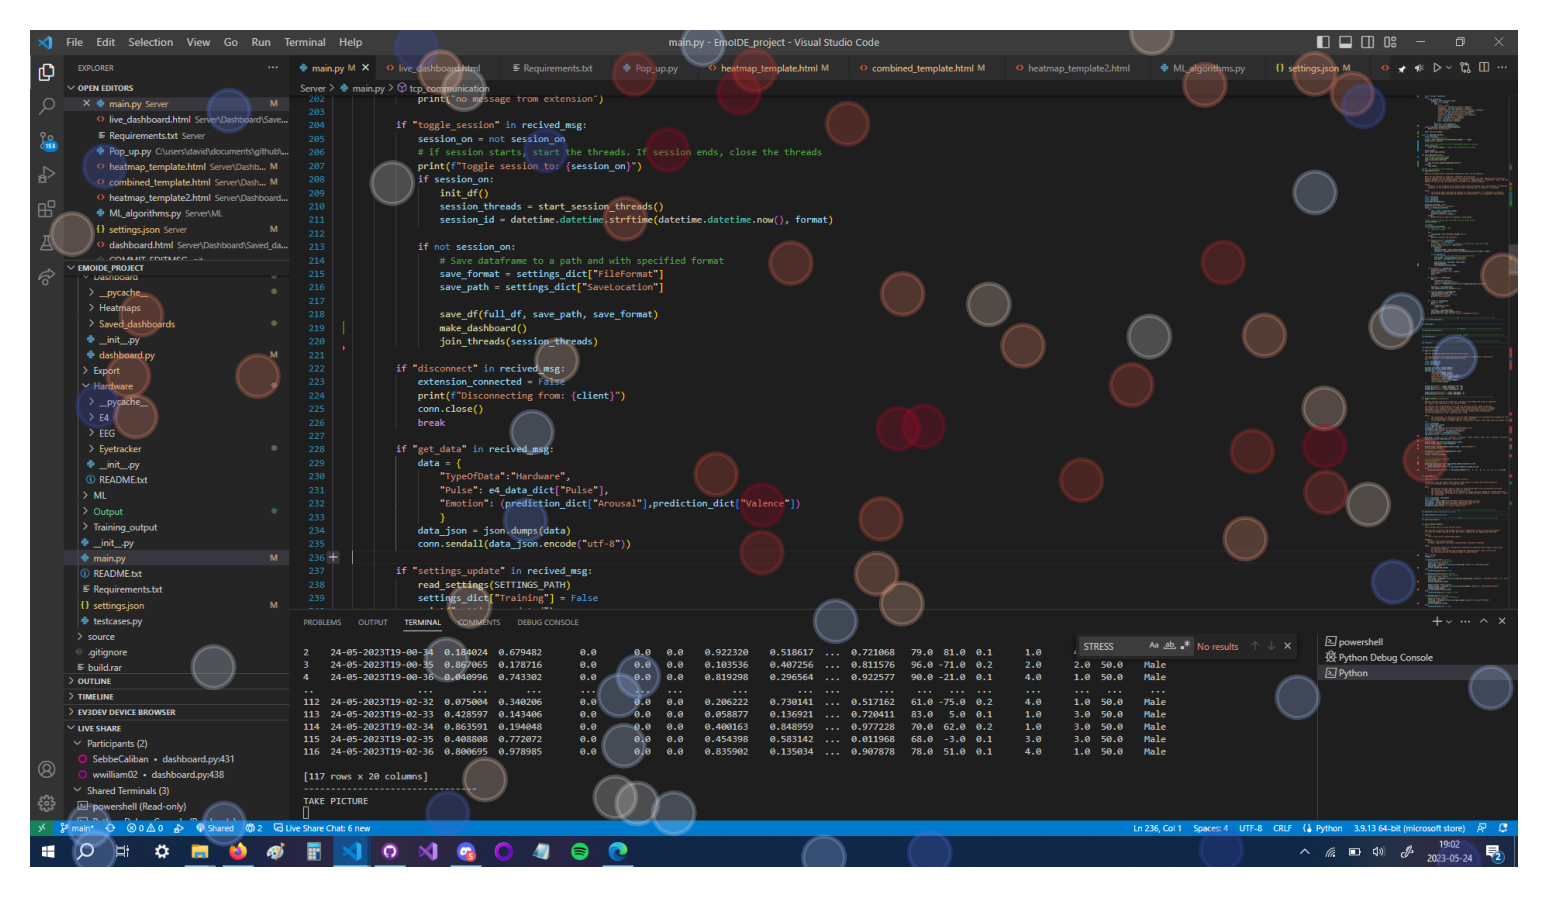 File Edit Selection View Go Run Terminal Help
main.py - EmoIDE_project - Visual Studio Code
EXPLORER ...
main.py M X live_dashboard.html Requirements.txt Pop_up.py heatmap_template.html M combined_template.html M heatmap_template2.html ML_algorithms.py settings.json M
OPEN EDITORS
Server > main.py > tcp_communication
X main.py Server M
live_dashboard.html Server\Dashboard\Save...
Requirements.txt Server
Pop_up.py C:\users\david\documents\github\...
heatmap_template.html Server\Dashb... M
combined_template.html Server\Dash... M
heatmap_template2.html Server\Dashboard...
ML_algorithms.py Server\ML
settings.json Server M
dashboard.html Server\Dashboard\Saved_da...
EMOIDE_PROJECT
Dashboard
__pycache__
Heatmaps
Saved_dashboards
__init__.py
dashboard.py M
Export
Hardware
__pycache__
E4
EEG
Eyetracker
__init__.py
README.txt
ML
Output
Training_output
__init__.py
main.py M
README.txt
Requirements.txt
settings.json M
testcases.py
source
.gitignore
build.rar
OUTLINE
TIMELINE
EV3DEV DEVICE BROWSER
LIVE SHARE
Participants (2)
SebbeCaliban • dashboard.py:431
wwilliam02 • dashboard.py:438
Shared Terminals (3)
powershell (Read-only)
202 print("no message from extension")
203
204 if "toggle_session" in recived_msg:
205 session_on = not session_on
206 # if session starts, start the threads. If session ends, close the threads
207 print(f"Toggle session to: {session_on}")
208 if session_on:
209 init_df()
210 session_threads = start_session_threads()
211 session_id = datetime.datetime.strftime(datetime.datetime.now(), format)
212
213 if not session_on:
214 # Save dataframe to a path and with specified format
215 save_format = settings_dict["FileFormat"]
216 save_path = settings_dict["SaveLocation"]
217
218 save_df(full_df, save_path, save_format)
219 make_dashboard()
220 join_threads(session_threads)
221
222 if "disconnect" in recived_msg:
223 extension_connected = False
224 print(f"Disconnecting from: {client}")
225 conn.close()
226 break
227
228 if "get_data" in recived_msg:
229 data = {
230 "TypeOfData":"Hardware",
231 "Pulse": e4_data_dict["Pulse"],
232 "Emotion": (prediction_dict["Arousal"],prediction_dict["Valence"])
233 }
234 data_json = json.dumps(data)
235 conn.sendall(data_json.encode("utf-8"))
236
237 if "settings_update" in recived_msg:
238 read_settings(SETTINGS_PATH)
239 settings_dict["Training"] = False
PROBLEMS OUTPUT TERMINAL COMMENTS DEBUG CONSOLE
STRESS Aa ab No results
powershell
Python Debug Console
Python
2 24-05-2023T19-00-34 0.184024 0.679482 0.0 0.0 0.0 0.922320 0.518617 ... 0.721068 79.0 81.0 0.1 1.0 50.0 Male
3 24-05-2023T19-00-35 0.867065 0.178716 0.0 0.0 0.0 0.103536 0.407256 ... 0.811576 96.0 -71.0 0.2 2.0 2.0 50.0 Male
4 24-05-2023T19-00-36 0.040996 0.743302 0.0 0.0 0.0 0.819298 0.296564 ... 0.922577 90.0 -21.0 0.1 4.0 1.0 50.0 Male
.. ... ... ... ... ... ... ... ... ... ... ... ... ... ... ... ... ...
112 24-05-2023T19-02-32 0.075004 0.340206 0.0 0.0 0.0 0.206222 0.730141 ... 0.517162 61.0 -75.0 0.2 4.0 1.0 50.0 Male
113 24-05-2023T19-02-33 0.428597 0.143406 0.0 0.0 0.0 0.058877 0.136921 ... 0.720411 83.0 5.0 0.1 1.0 3.0 50.0 Male
114 24-05-2023T19-02-34 0.863591 0.194048 0.0 0.0 0.0 0.400163 0.848959 ... 0.977228 70.0 62.0 0.2 1.0 3.0 50.0 Male
115 24-05-2023T19-02-35 0.408808 0.772072 0.0 0.0 0.0 0.454398 0.583142 ... 0.011968 68.0 -3.0 0.1 3.0 3.0 50.0 Male
116 24-05-2023T19-02-36 0.800695 0.978985 0.0 0.0 0.0 0.835902 0.135034 ... 0.907878 78.0 51.0 0.1 4.0 1.0 50.0 Male
[117 rows x 20 columns]
--------------------------------
TAKE PICTURE
main* 0 0 Shared 2 Live Share Chat: 6 new Ln 236, Col 1 Spaces: 4 UTF-8 CRLF Python 3.9.13 64-bit (microsoft store)
19:02
2023-05-24